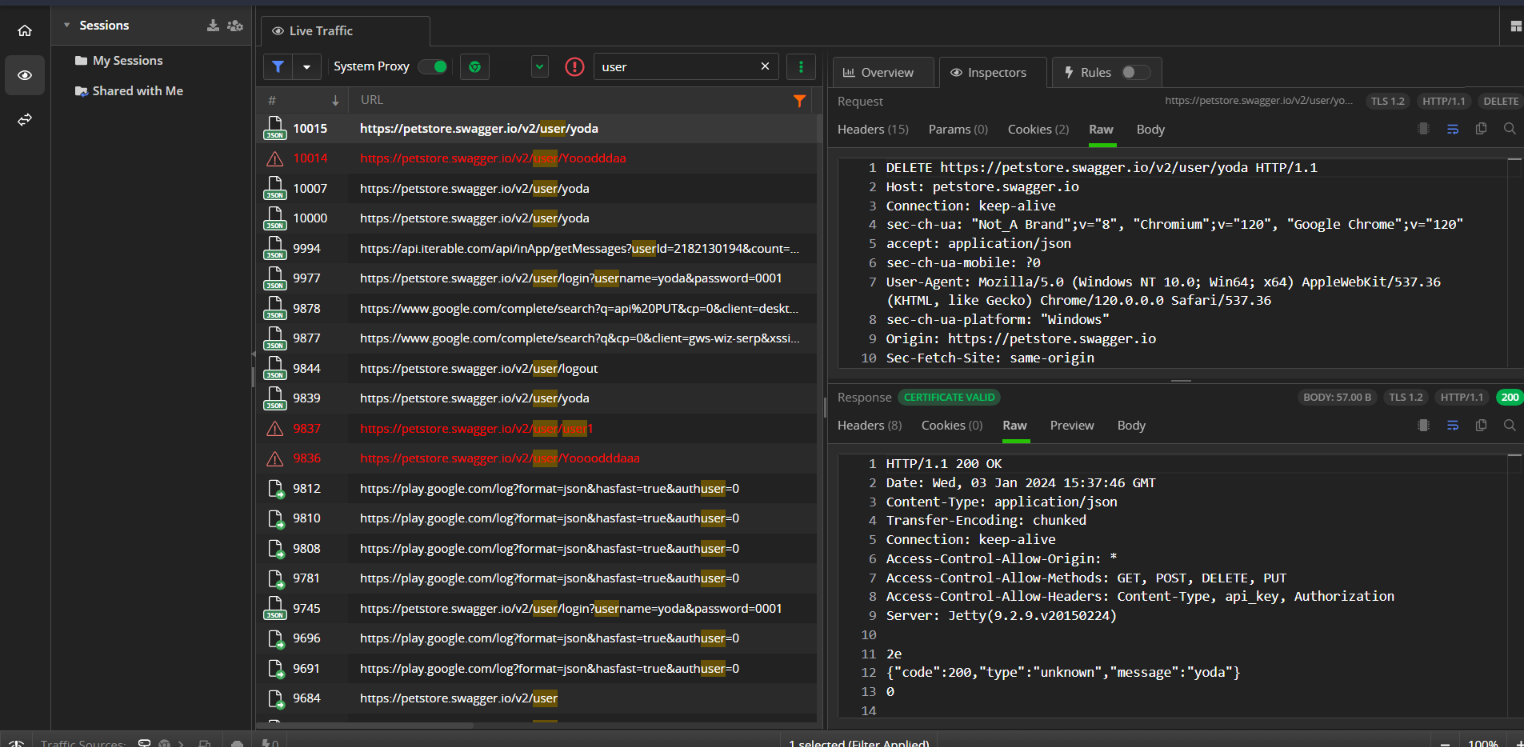 Sessions
My Sessions
Shared with Me
Live Traffic
System Proxy
user
# URL
JSON 10015 https://petstore.swagger.io/v2/user/yoda
10014 https://petstore.swagger.io/v2/user/Yooodddaa
JSON 10007 https://petstore.swagger.io/v2/user/yoda
JSON 10000 https://petstore.swagger.io/v2/user/yoda
JSON 9994 https://api.iterable.com/api/inApp/getMessages?userId=2182130194&count=...
JSON 9977 https://petstore.swagger.io/v2/user/login?username=yoda&password=0001
JSON 9878 https://www.google.com/complete/search?q=api%20PUT&cp=0&client=deskt...
JSON 9877 https://www.google.com/complete/search?q&cp=0&client=gws-wiz-serp&xssi...
JSON 9844 https://petstore.swagger.io/v2/user/logout
JSON 9839 https://petstore.swagger.io/v2/user/yoda
9837 https://petstore.swagger.io/v2/user/user1
9836 https://petstore.swagger.io/v2/user/Yoooodddaaa
9812 https://play.google.com/log?format=json&hasfast=true&authuser=0
9810 https://play.google.com/log?format=json&hasfast=true&authuser=0
9808 https://play.google.com/log?format=json&hasfast=true&authuser=0
9781 https://play.google.com/log?format=json&hasfast=true&authuser=0
JSON 9745 https://petstore.swagger.io/v2/user/login?username=yoda&password=0001
9696 https://play.google.com/log?format=json&hasfast=true&authuser=0
9691 https://play.google.com/log?format=json&hasfast=true&authuser=0
9684 https://petstore.swagger.io/v2/user
Overview Inspectors Rules
Request https://petstore.swagger.io/v2/user/yo... TLS 1.2 HTTP/1.1 DELETE
Headers (15) Params (0) Cookies (2) Raw Body
1 DELETE https://petstore.swagger.io/v2/user/yoda HTTP/1.1
2 Host: petstore.swagger.io
3 Connection: keep-alive
4 sec-ch-ua: "Not_A Brand";v="8", "Chromium";v="120", "Google Chrome";v="120"
5 accept: application/json
6 sec-ch-ua-mobile: ?0
7 User-Agent: Mozilla/5.0 (Windows NT 10.0; Win64; x64) AppleWebKit/537.36
(KHTML, like Gecko) Chrome/120.0.0.0 Safari/537.36
8 sec-ch-ua-platform: "Windows"
9 Origin: https://petstore.swagger.io
10 Sec-Fetch-Site: same-origin
Response CERTIFICATE VALID BODY: 57.00 B TLS 1.2 HTTP/1.1 200
Headers (8) Cookies (0) Raw Preview Body
1 HTTP/1.1 200 OK
2 Date: Wed, 03 Jan 2024 15:37:46 GMT
3 Content-Type: application/json
4 Transfer-Encoding: chunked
5 Connection: keep-alive
6 Access-Control-Allow-Origin: *
7 Access-Control-Allow-Methods: GET, POST, DELETE, PUT
8 Access-Control-Allow-Headers: Content-Type, api_key, Authorization
9 Server: Jetty(9.2.9.v20150224)
10
11 2e
12 {"code":200,"type":"unknown","message":"yoda"}
13 0
14
Traffic Sources: 0 1 selected (Filter Applied) 100%